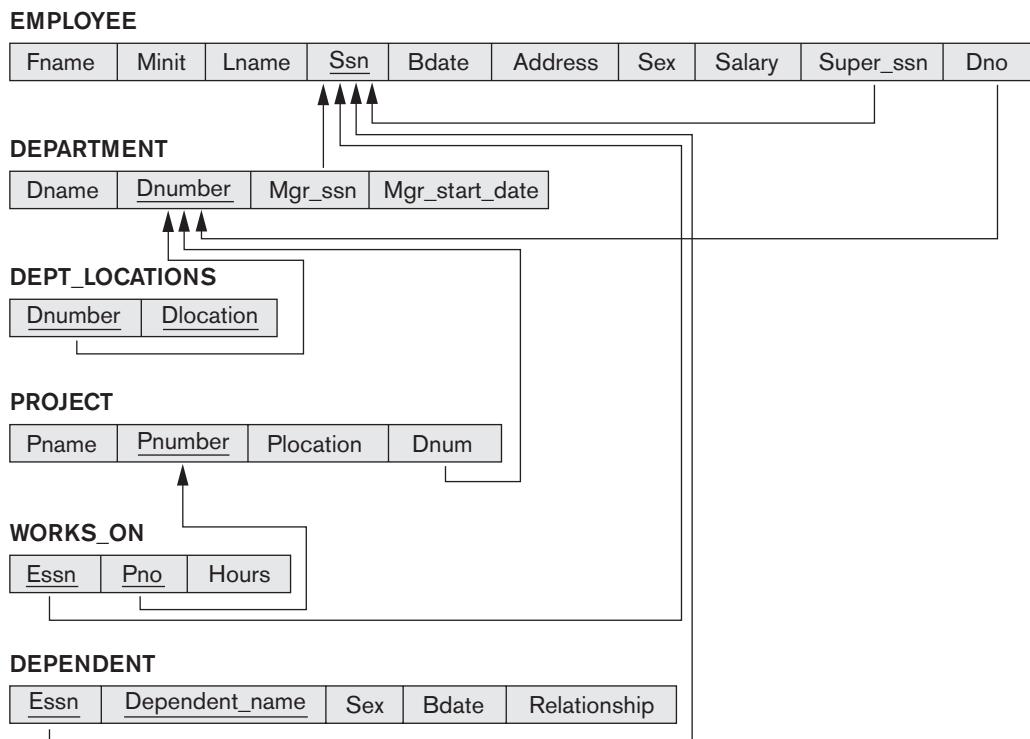 EMPLOYEE
Fname Minit Lname Ssn Bdate Address Sex Salary Super_ssn Dno
DEPARTMENT
Dname Dnumber Mgr_ssn Mgr_start_date
DEPT_LOCATIONS
Dnumber Dlocation
PROJECT
Pname Pnumber Plocation Dnum
WORKS_ON
Essn Pno Hours
DEPENDENT
Essn Dependent_name Sex Bdate Relationship